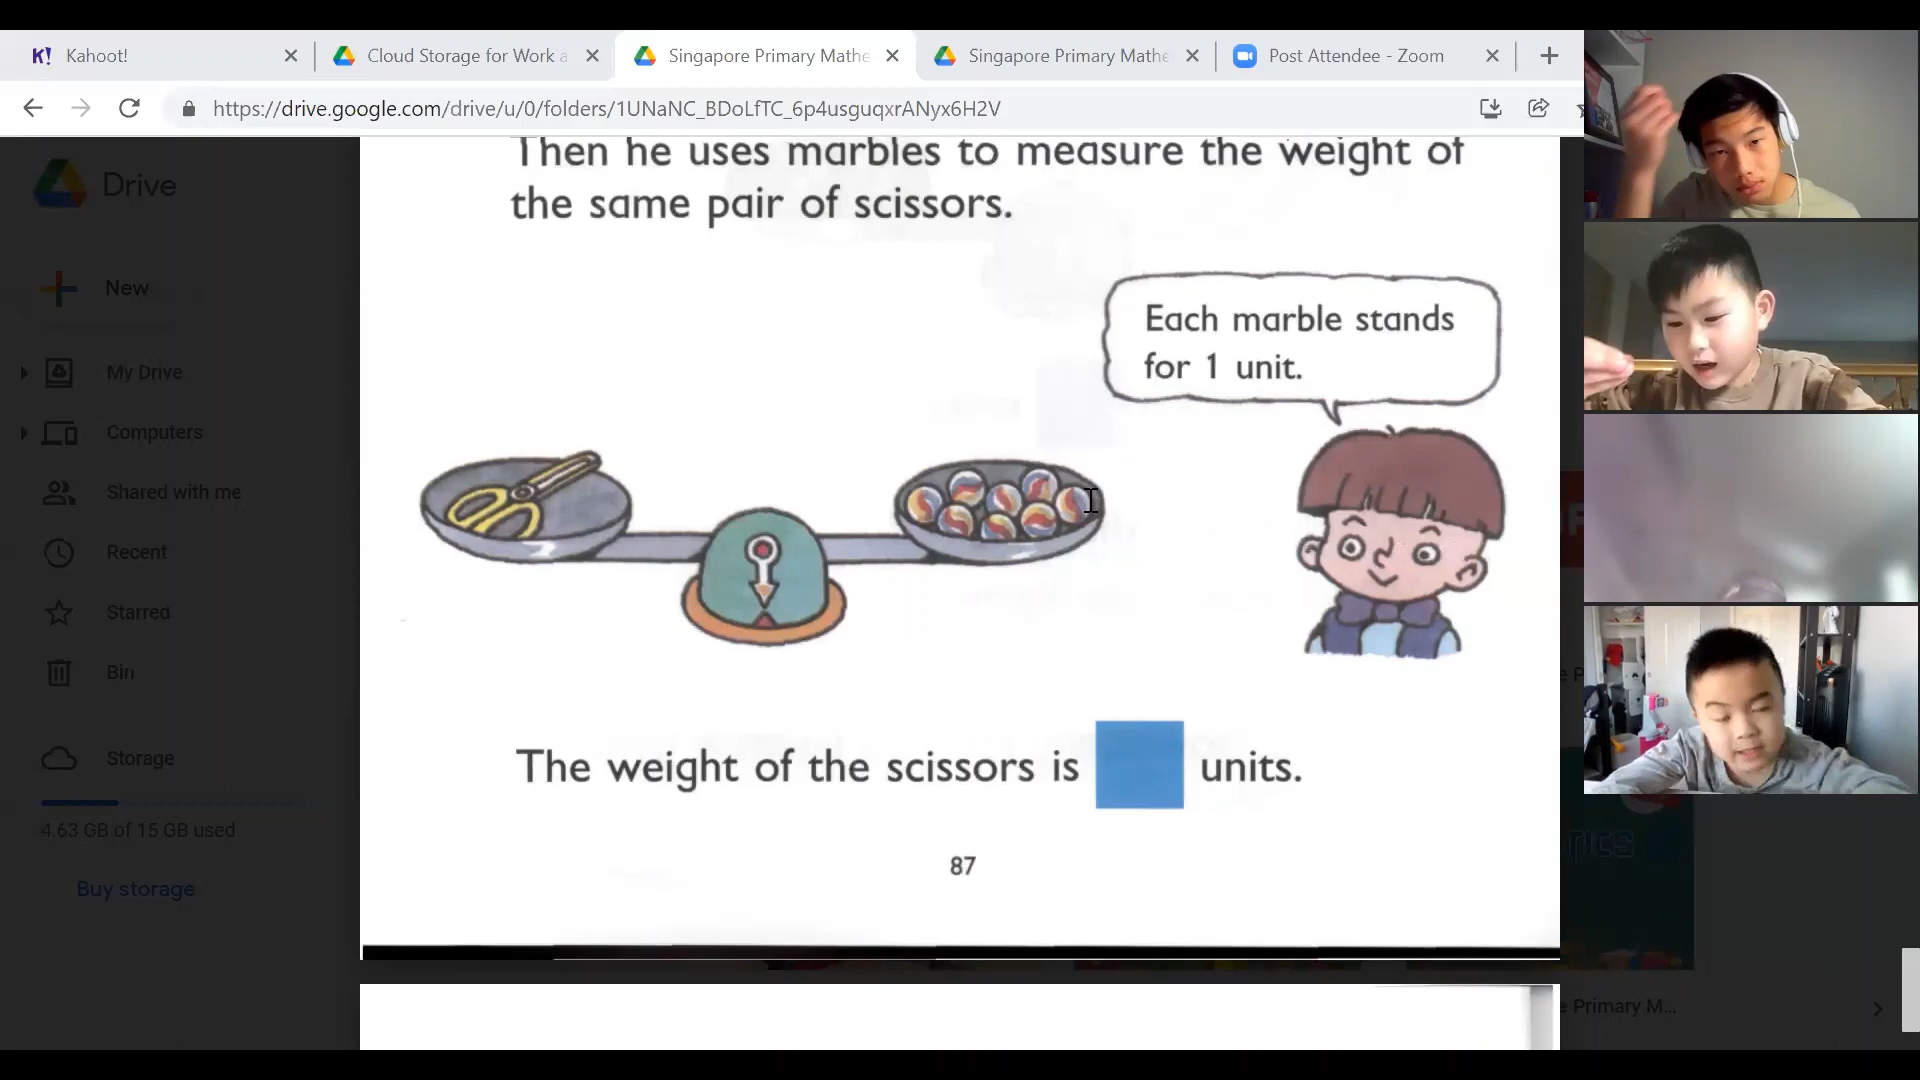 K! Kahoot!
Cloud Storage for Work a
Singapore Primary Mathe
Singapore Primary Mathe
Post Attendee - Zoom
https://drive.google.com/drive/u/0/folders/1UNaNC_BDoLfTC_6p4usguqxrANyx6H2V
Drive
New
My Drive
Computers
Shared with me
Recent
Starred
Bin
Storage
4.63 GB of 15 GB used
Buy storage
Then he uses marbles to measure the weight of
the same pair of scissors.
Each marble stands
for 1 unit.
The weight of the scissors is
units.
87
e Primary M...